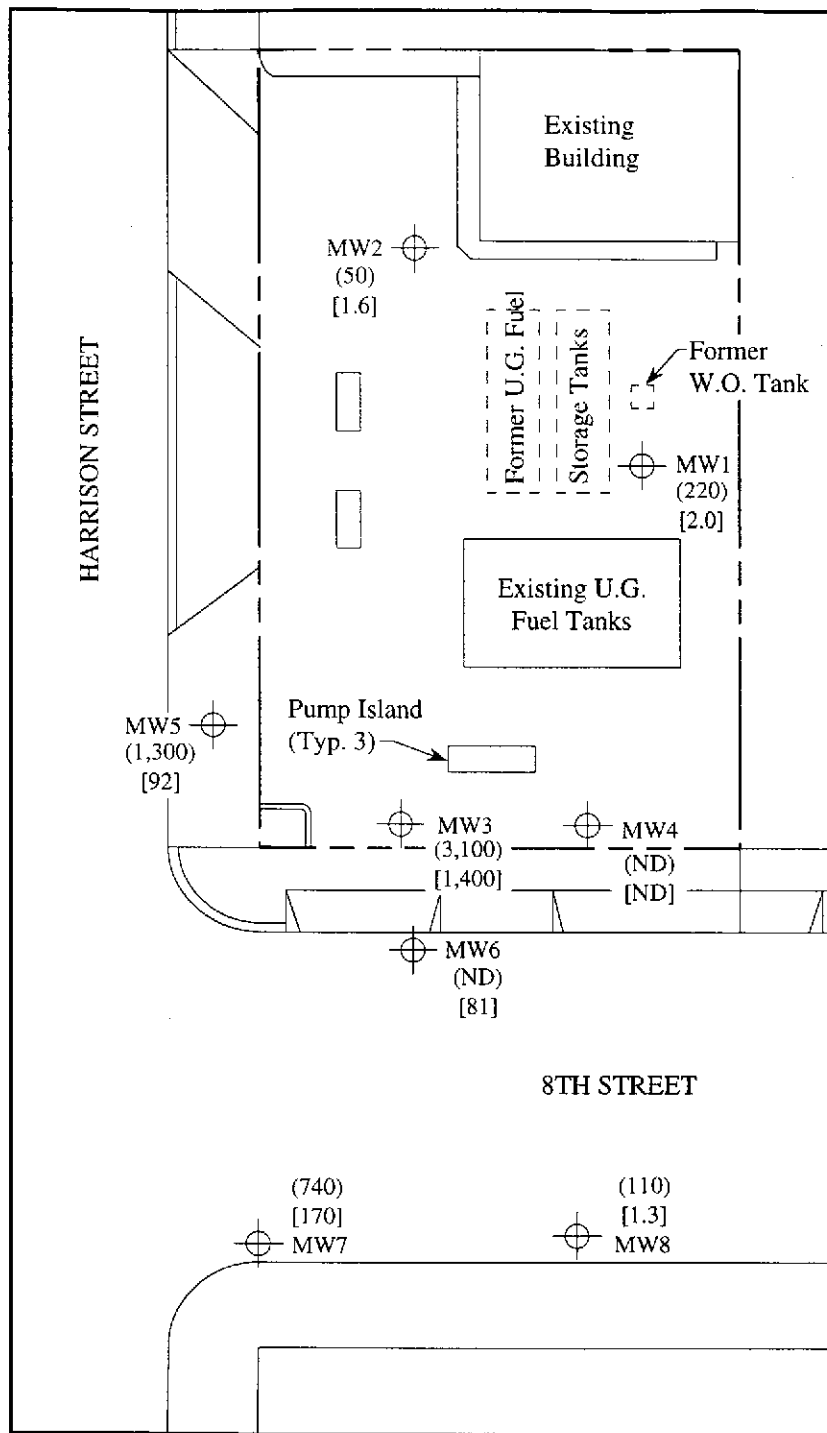 Existing
Building
MW2
(50)
[1.6]
Former U.G. Fuel
Storage Tanks
Former
W.O. Tank
MW1
(220)
[2.0]
HARRISON STREET
Existing U.G.
Fuel Tanks
Pump Island
(Typ. 3)
MW5
(1,300)
[92]
MW3
(3,100)
[1,400]
MW4
(ND)
[ND]
MW6
(ND)
[81]
8TH STREET
(740)
[170]
MW7
(110)
[1.3]
MW8